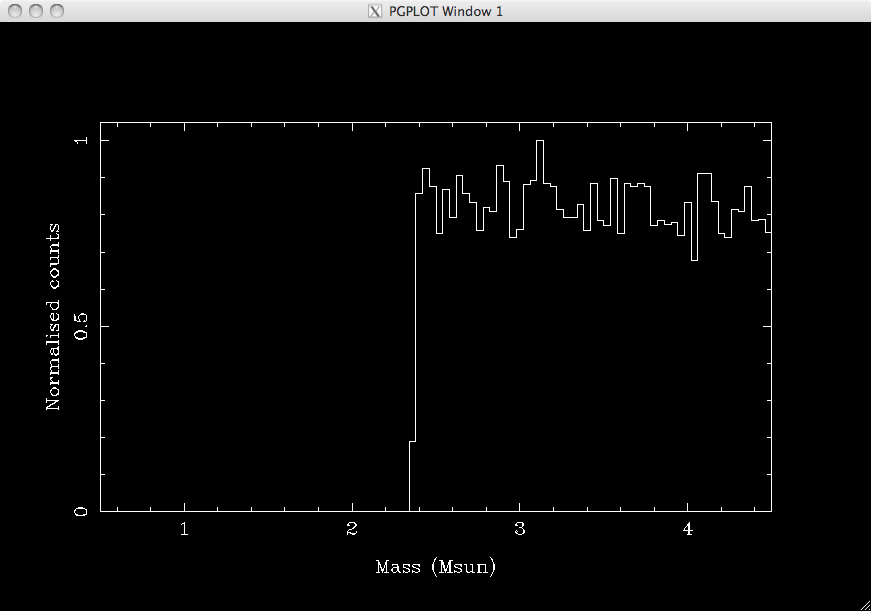 PGPLOT Window 1
1
0.5
0
Normalised counts
1 2 3 4
Mass (Msun)